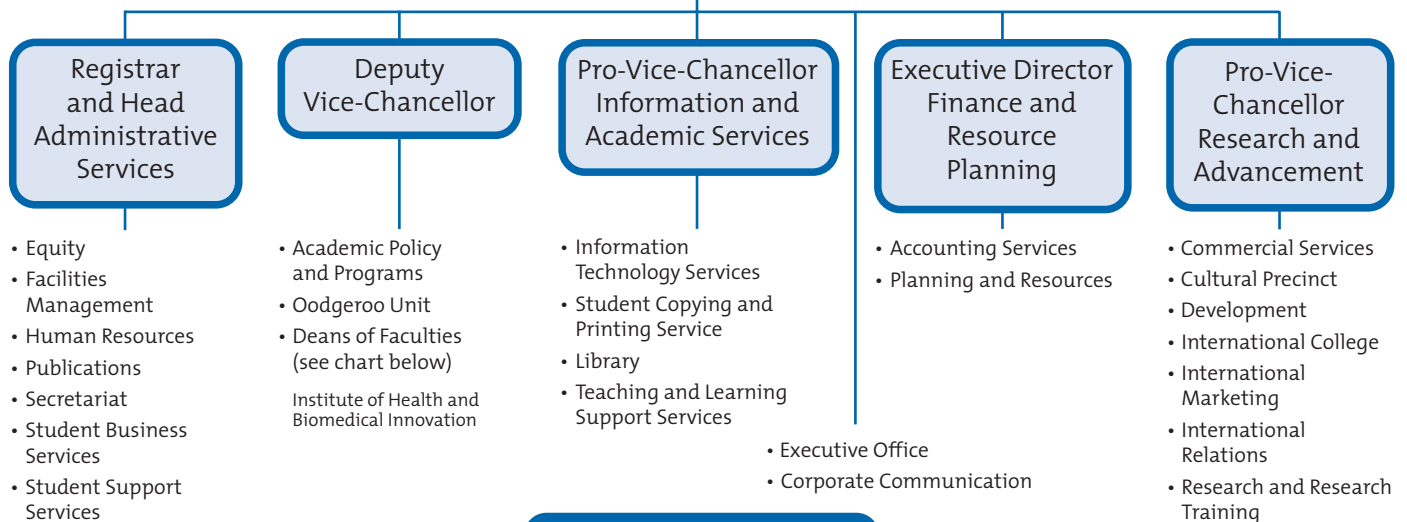 Registrar
and Head
Administrative
Services
• Equity
• Facilities
Management
• Human Resources
• Publications
• Secretariat
• Student Business
Services
• Student Support
Services
Deputy
Vice-Chancellor
• Academic Policy
and Programs
• Oodgeroo Unit
• Deans of Faculties
(see chart below)
Institute of Health and
Biomedical Innovation
Pro-Vice-Chancellor
Information and
Academic Services
• Information
Technology Services
• Student Copying and
Printing Service
• Library
• Teaching and Learning
Support Services
• Executive Office
• Corporate Communication
Executive Director
Finance and
Resource
Planning
• Accounting Services
• Planning and Resources
Pro-Vice-
Chancellor
Research and
Advancement
• Commercial Services
• Cultural Precinct
• Development
• International College
• International
Marketing
• International
Relations
• Research and Research
Training